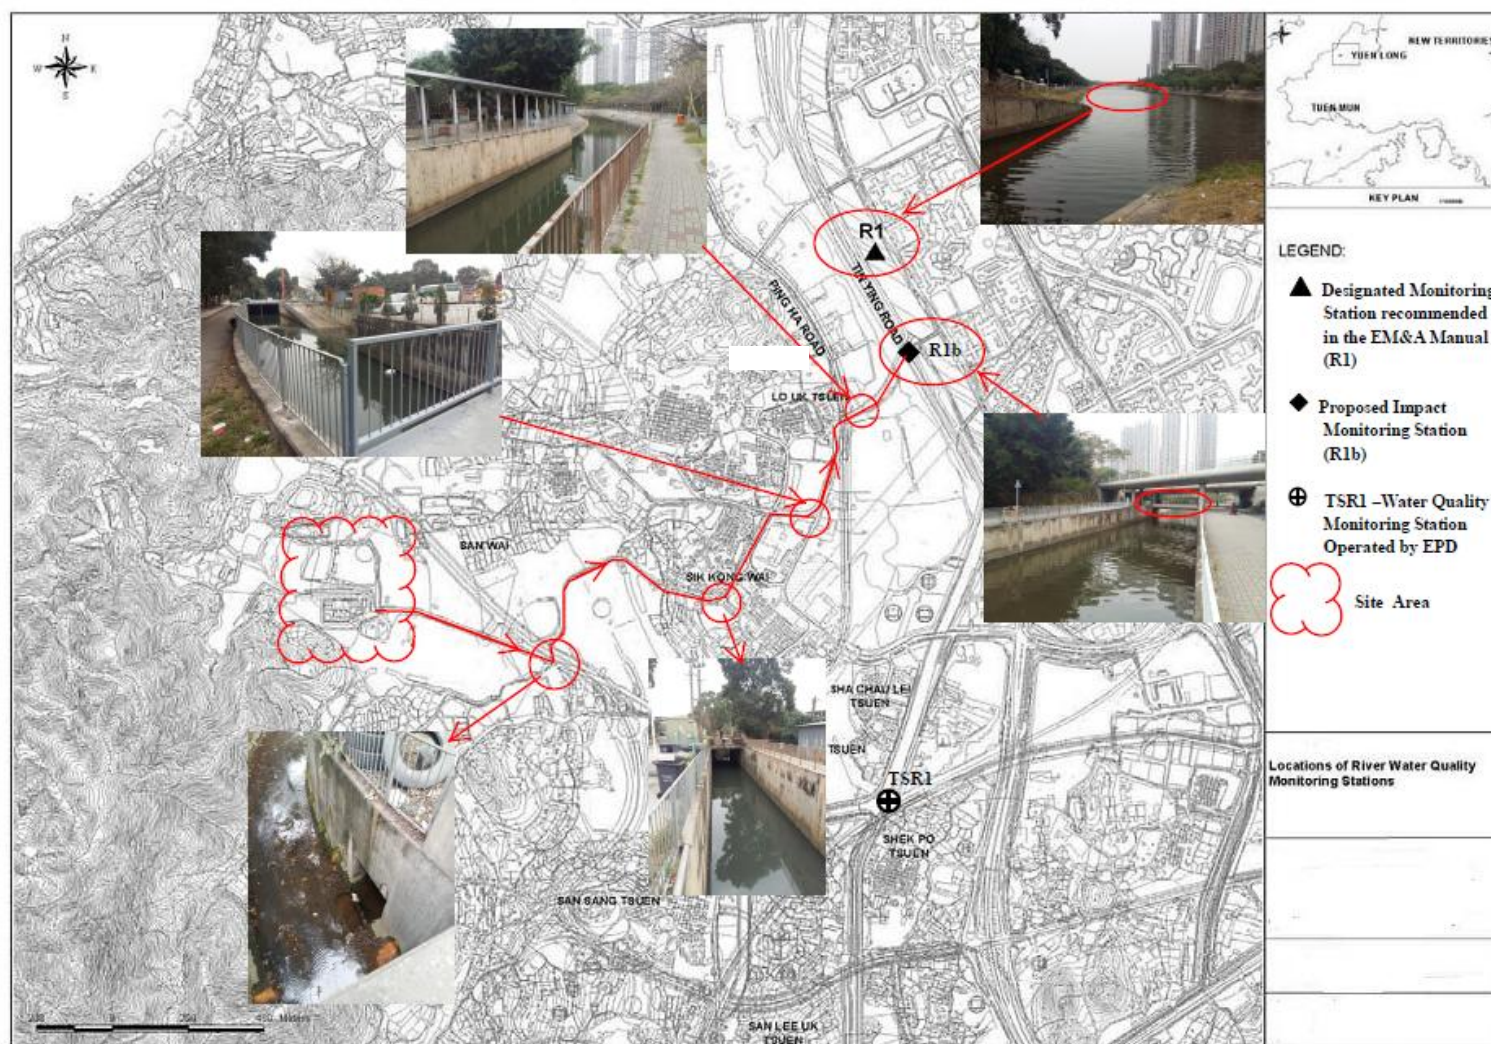 N
W
E
S
R1
TIN YING ROAD
PING HA ROAD
R1b
LO UK TSUEN
SAN WAI
SIK KONG WAI
SHA CHAU LEI
TSUEN
TSUEN
TSR1
SHEK PO
TSUEN
SAN SANG TSUEN
SAN LEE UK
TSUEN
0
Meters
NEW TERRITORIES
YUEN LONG
TUEN MUN
KEY PLAN
LEGEND:
Designated Monitoring
Station recommended
in the EM&A Manual
(R1)
Proposed Impact
Monitoring Station
(R1b)
TSR1 –Water Quality
Monitoring Station
Operated by EPD
Site Area
Locations of River Water Quality
Monitoring Stations